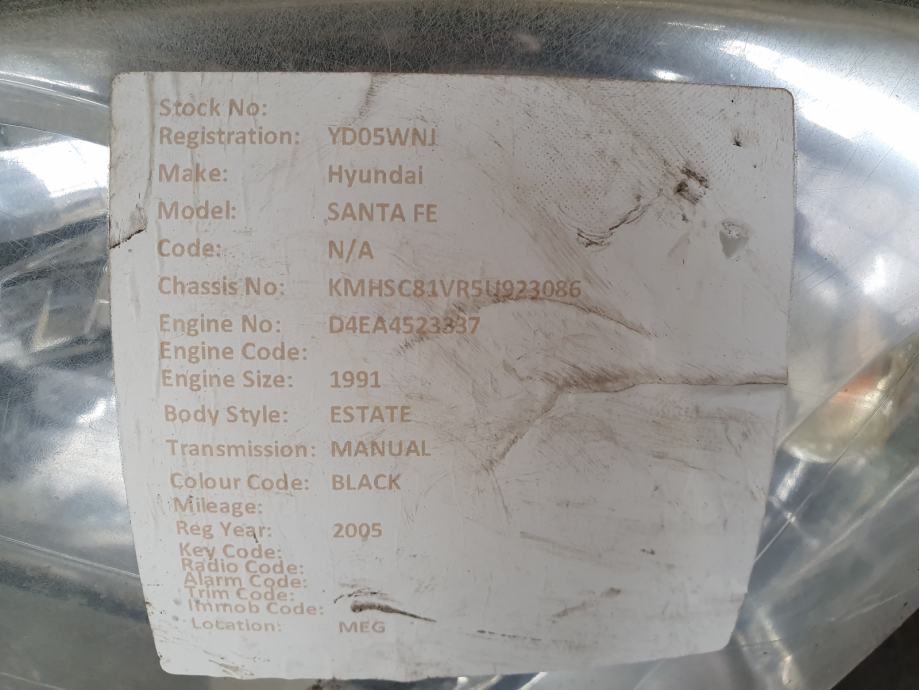 Stock No:
Registration: YD05WNJ
Make: Hyundai
Model: SANTA FE
Code: N/A
Chassis No: KMHSC81VR5U923086
Engine No: D4EA4523337
Engine Code:
Engine Size: 1991
Body Style: ESTATE
Transmission: MANUAL
Colour Code: BLACK
Mileage:
Reg Year: 2005
Key Code:
Radio Code:
Alarm Code:
Trim Code:
Immob Code:
Location: MEG